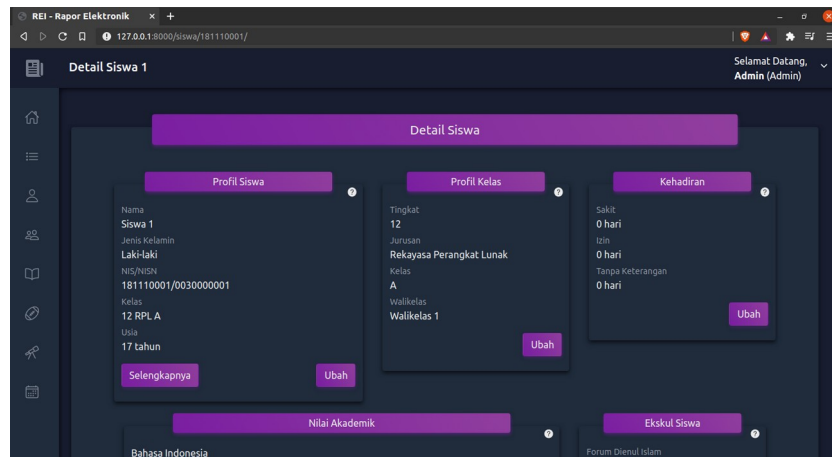 REI - Rapor Elektronik
127.0.0.1:8000/siswa/181110001/
Detail Siswa 1
Selamat Datang,
Admin (Admin)
Detail Siswa
Profil Siswa
Nama
Siswa 1
Jenis Kelamin
Laki-laki
NIS/NISN
181110001/0030000001
Kelas
12 RPL A
Usia
17 tahun
Selengkapnya
Ubah
Profil Kelas
Tingkat
12
Jurusan
Rekayasa Perangkat Lunak
Kelas
A
Walikelas
Walikelas 1
Ubah
Kehadiran
Sakit
0 hari
Izin
0 hari
Tanpa Keterangan
0 hari
Ubah
Nilai Akademik
Bahasa Indonesia
Ekskul Siswa
Forum Dienul Islam